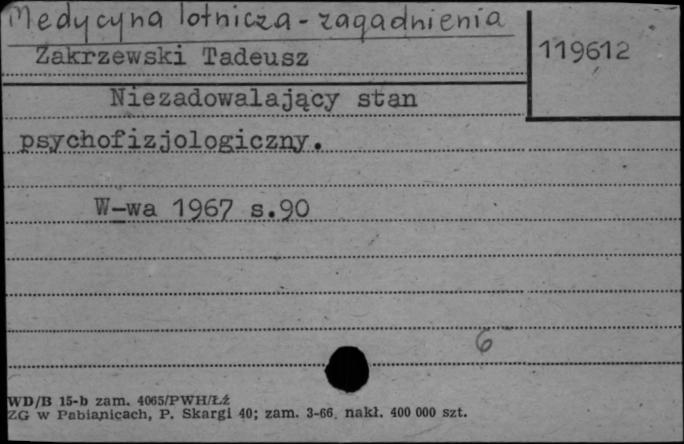 Medycyna lotnicza - zagadnienia
Zakrzewski Tadeusz
119612
Niezadowalający stan
psychofizjologiczny.
W-wa 1967 s.90
6
WD/B 15-b zam. 4065/PWH/Łź
ZG w Pabianicach, P. Skargi 40; zam. 3-66. nakł. 400 000 szt.